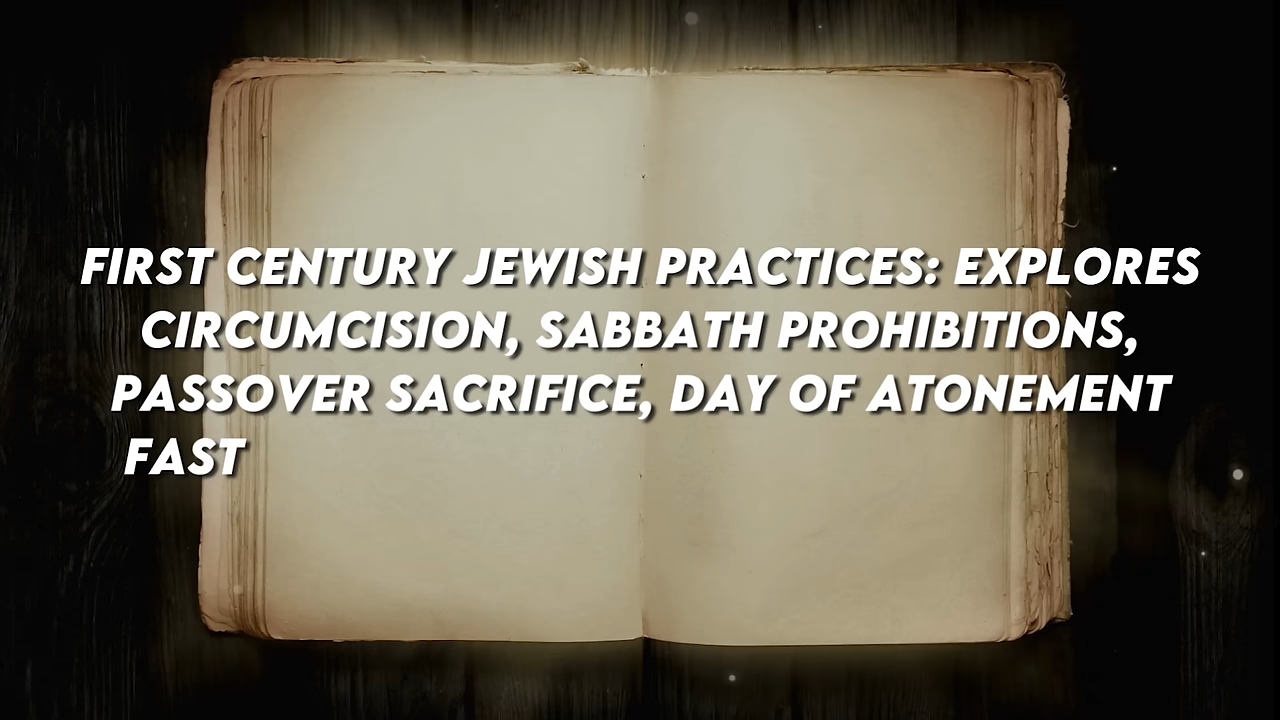 FIRST CENTURY JEWISH PRACTICES: EXPLORES
CIRCUMCISION, SABBATH PROHIBITIONS,
PASSOVER SACRIFICE, DAY OF ATONEMENT
FAST